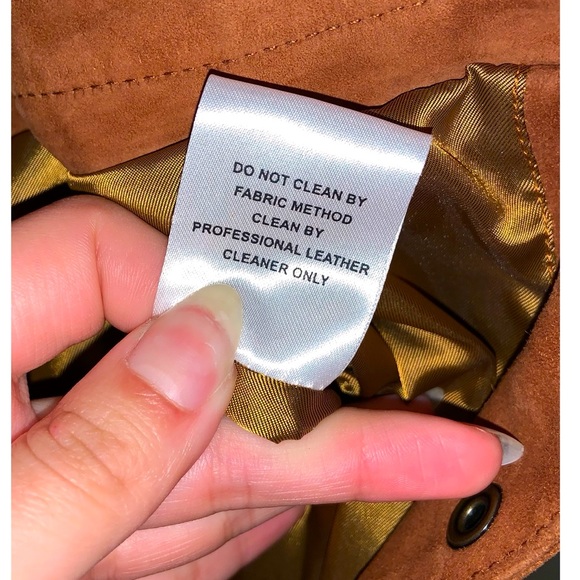 DO NOT CLEAN BY
FABRIC METHOD
CLEAN BY
PROFESSIONAL LEATHER
CLEANER ONLY